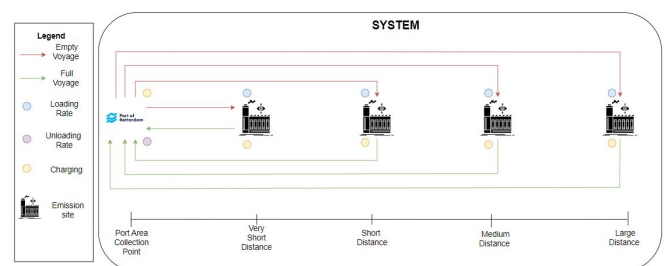 SYSTEM
Legend
Empty
Voyage
Full
Voyage
Loading
Rate
Unloading
Rate
Charging
Emission
site
Port of
Rotterdam
Port Area
Collection
Point
Very
Short
Distance
Short
Distance
Medium
Distance
Large
Distance